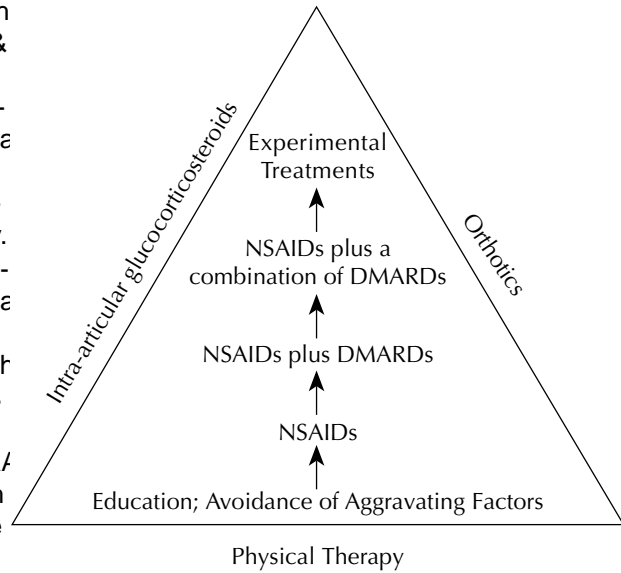 Experimental
Treatments
Intra-articular glucocorticosteroids
Orthotics
NSAIDs plus a
combination of DMARDs
NSAIDs plus DMARDs
NSAIDs
Education; Avoidance of Aggravating Factors
Physical Therapy